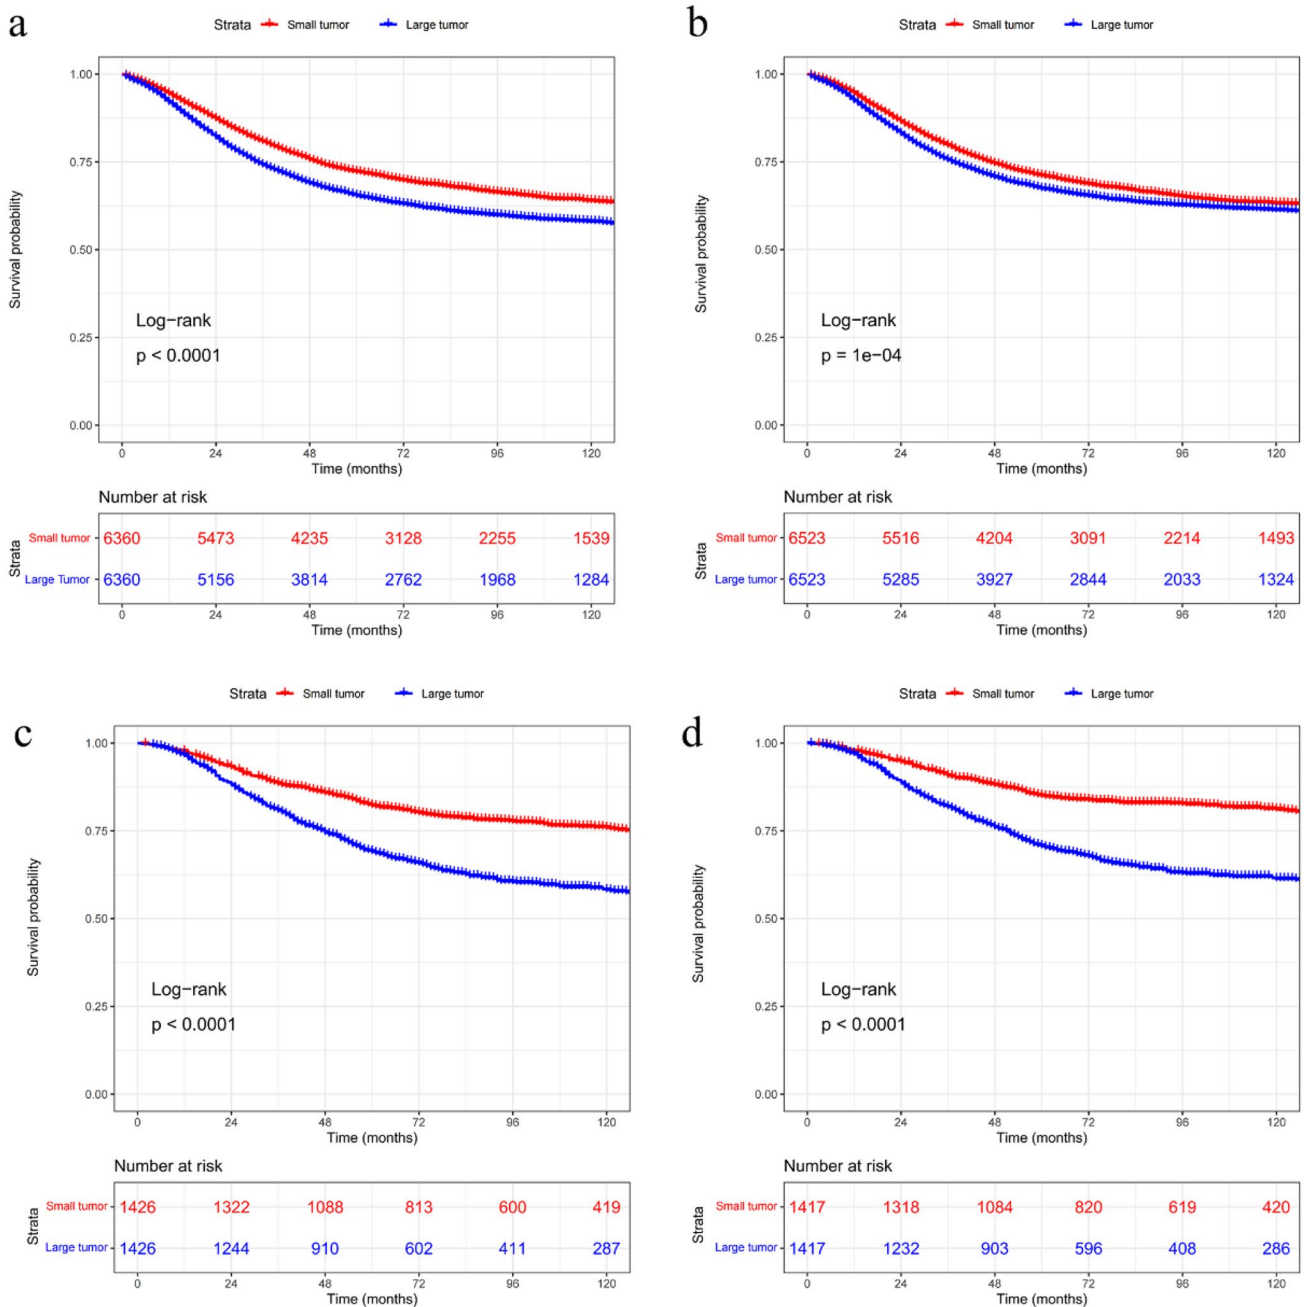 a
Strata Small tumor Large tumor
1.00
0.75
0.50
0.25
0.00
Survival probability
Log-rank
p < 0.0001
0 24 48 72 96 120
Time (months)
Number at risk
Strata
Small tumor 6360 5473 4235 3128 2255 1539
Large Tumor 6360 5156 3814 2762 1968 1284
0 24 48 72 96 120
Time (months)
b
Strata Small tumor Large tumor
1.00
0.75
0.50
0.25
0.00
Survival probability
Log-rank
p = 1e-04
0 24 48 72 96 120
Time (months)
Number at risk
Strata
Small tumor 6523 5516 4204 3091 2214 1493
Large tumor 6523 5285 3927 2844 2033 1324
0 24 48 72 96 120
Time (months)
c
Strata Small tumor Large tumor
1.00
0.75
0.50
0.25
0.00
Survival probability
Log-rank
p < 0.0001
0 24 48 72 96 120
Time (months)
Number at risk
Strata
Small tumor 1426 1322 1088 813 600 419
Large tumor 1426 1244 910 602 411 287
0 24 48 72 96 120
Time (months)
d
Strata Small tumor Large tumor
1.00
0.75
0.50
0.25
0.00
Survival probability
Log-rank
p < 0.0001
0 24 48 72 96 120
Time (months)
Number at risk
Strata
Small tumor 1417 1318 1084 820 619 420
Large tumor 1417 1232 903 596 408 286
0 24 48 72 96 120
Time (months)